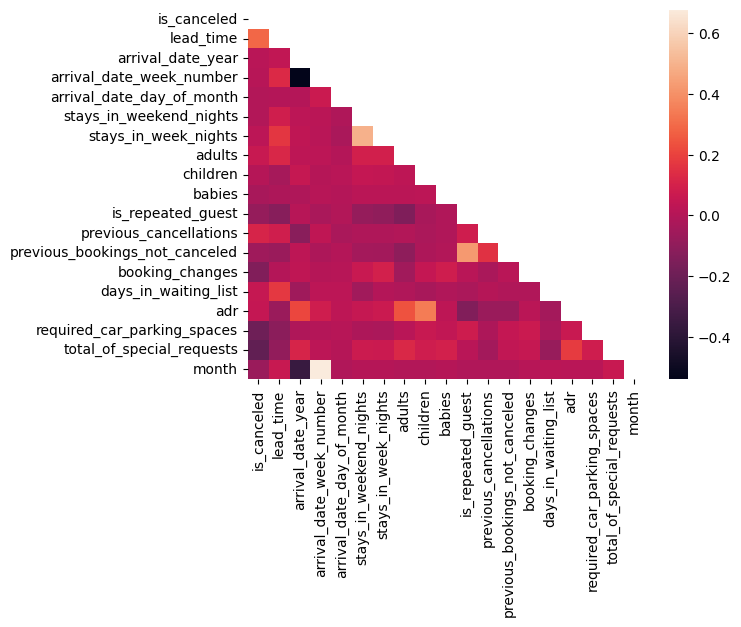 is_canceled
lead_time
arrival_date_year
arrival_date_week_number
arrival_date_day_of_month
stays_in_weekend_nights
stays_in_week_nights
adults
children
babies
is_repeated_guest
previous_cancellations
previous_bookings_not_canceled
booking_changes
days_in_waiting_list
adr
required_car_parking_spaces
total_of_special_requests
month
is_canceled
lead_time
arrival_date_year
arrival_date_week_number
arrival_date_day_of_month
stays_in_weekend_nights
stays_in_week_nights
adults
children
babies
is_repeated_guest
previous_cancellations
previous_bookings_not_canceled
booking_changes
days_in_waiting_list
adr
required_car_parking_spaces
total_of_special_requests
month
0.6
0.4
0.2
0.0
−0.2
−0.4